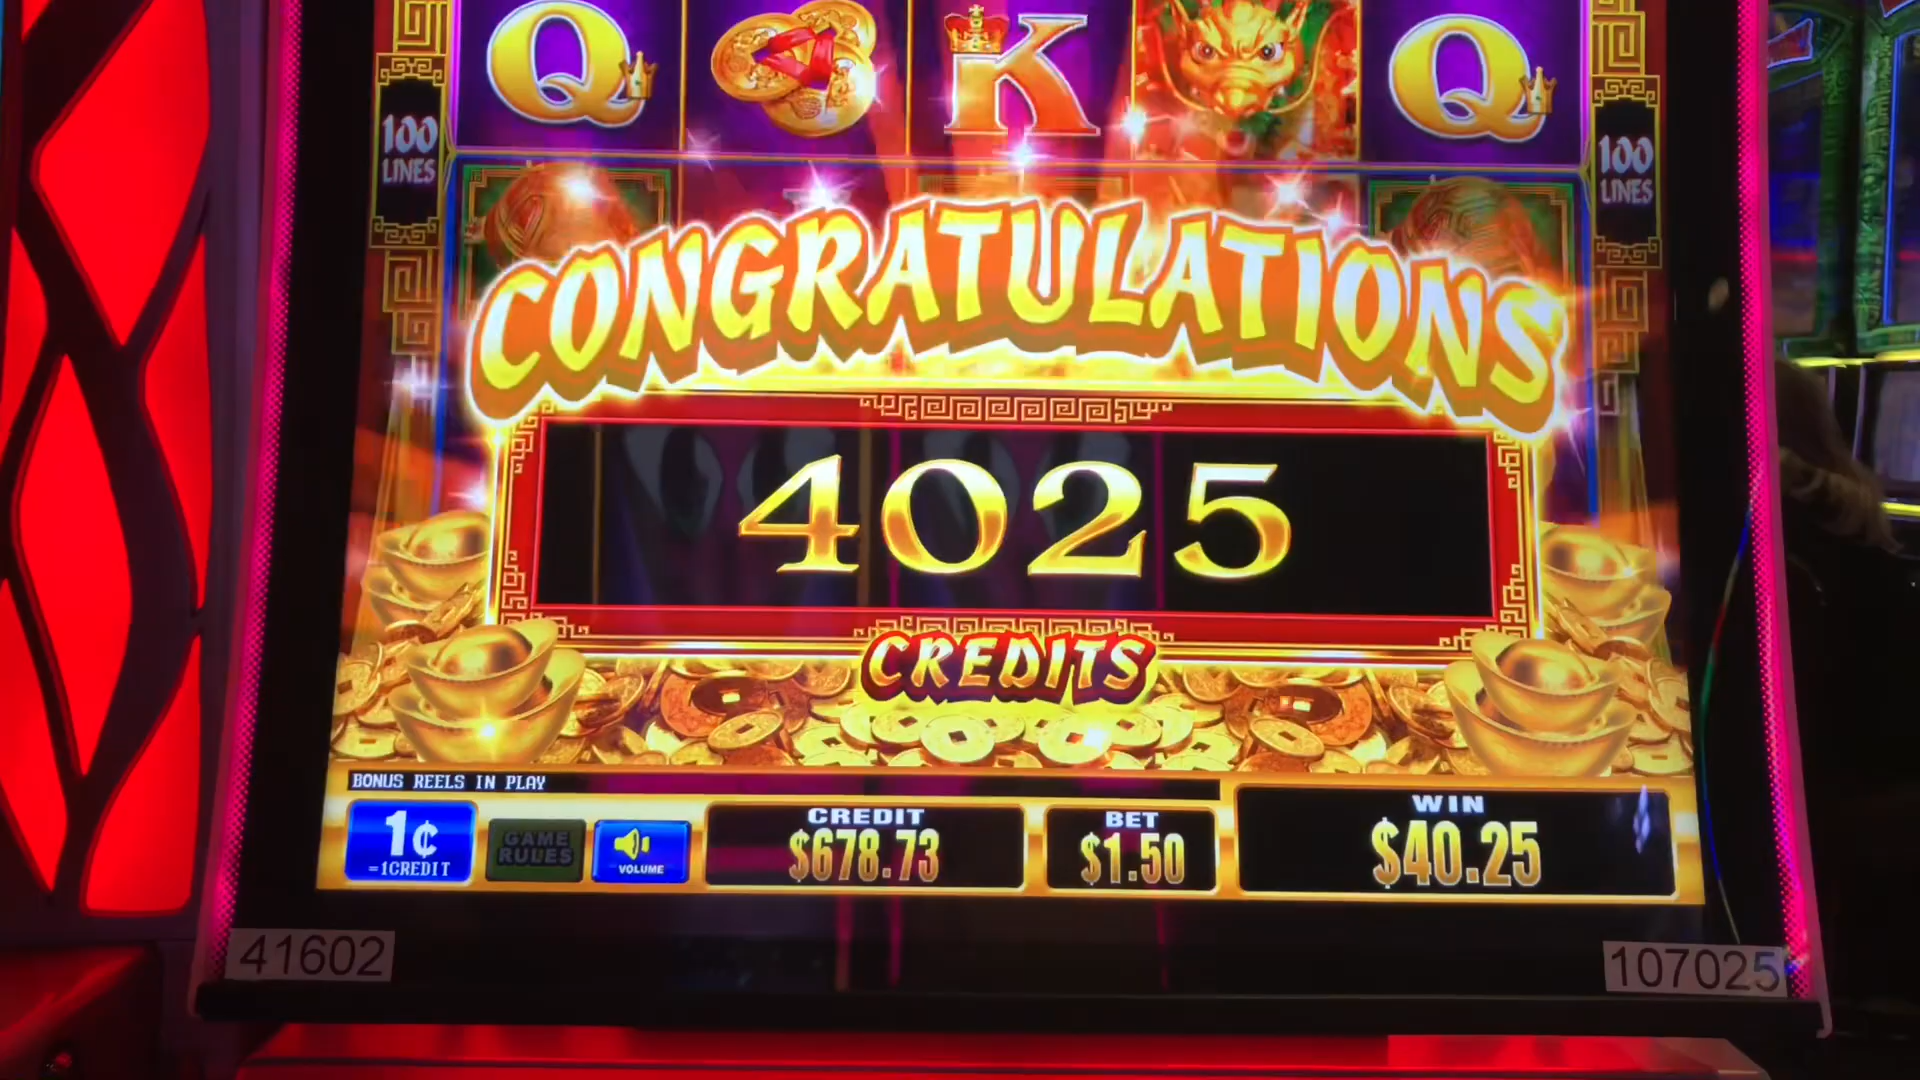 Q K Q
100
LINES
100
LINES
CONGRATULATIONS
4025
CREDITS
BONUS REELS IN PLAY
1¢
=1CREDIT
GAME
RULES
VOLUME
CREDIT
$678.73
BET
$1.50
WIN
$40.25
41602
107025